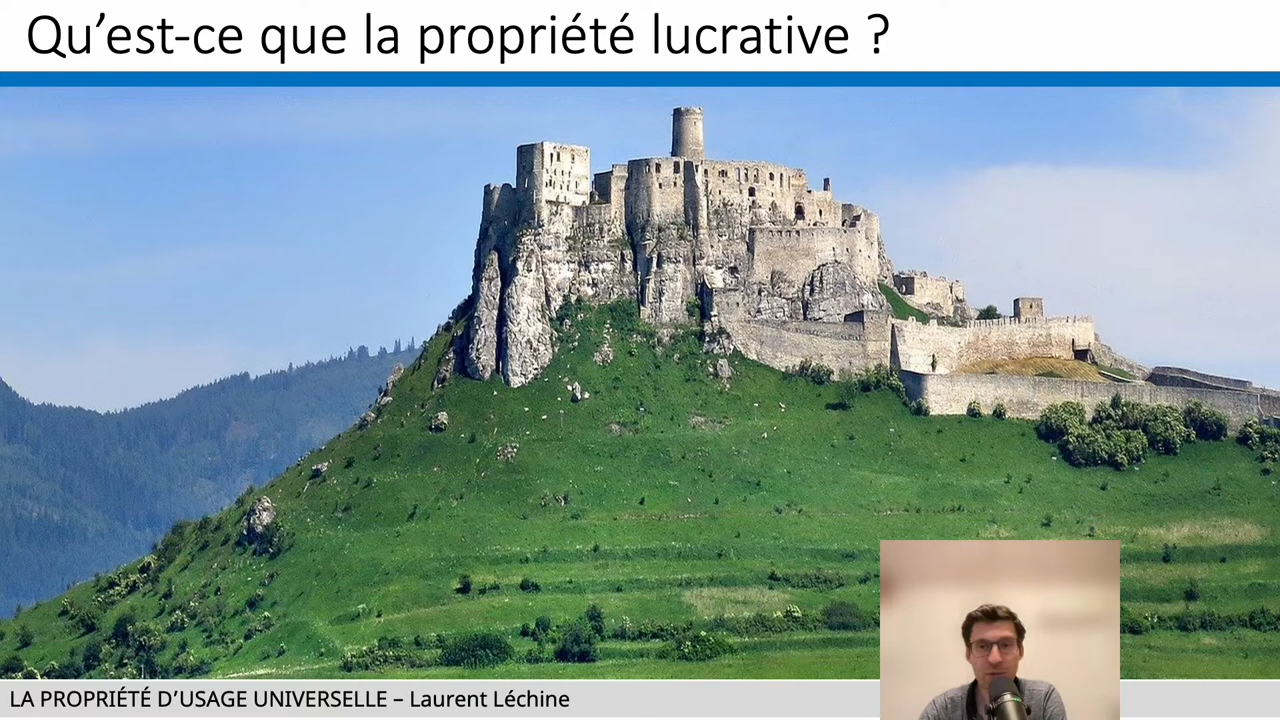 Qu’est-ce que la propriété lucrative ?
LA PROPRIÉTÉ D’USAGE UNIVERSELLE – Laurent Léchine